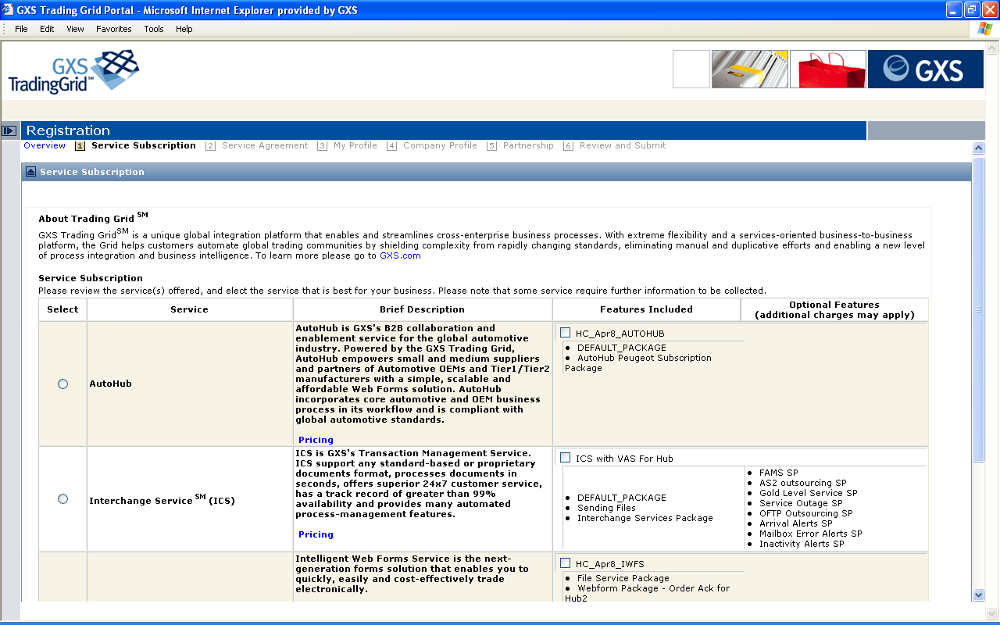 GXS Trading Grid Portal - Microsoft Internet Explorer provided by GXS
File Edit View Favorites Tools Help
GXS
TradingGrid SM
GXS
Registration
Overview 1 Service Subscription 2 Service Agreement 3 My Profile 4 Company Profile 5 Partnership 6 Review and Submit
Service Subscription
About Trading Grid SM
GXS Trading Grid SM is a unique global integration platform that enables and streamlines cross-enterprise business processes. With extreme flexibility and a services-oriented business-to-business
platform, the Grid helps customers automate global trading communities by shielding complexity from rapidly changing standards, eliminating manual and duplicative efforts and enabling a new level
of process integration and business intelligence. To learn more please go to GXS.com
Service Subscription
Please review the service(s) offered, and elect the service that is best for your business. Please note that some service require further information to be collected.
Select Service Brief Description Features Included Optional Features
(additional charges may apply)
AutoHub
AutoHub is GXS's B2B collaboration and
enablement service for the global automotive
industry. Powered by the GXS Trading Grid,
AutoHub empowers small and medium suppliers
and partners of Automotive OEMs and Tier1/Tier2
manufacturers with a simple, scalable and
affordable Web Forms solution. AutoHub
incorporates core automotive and OEM business
process in its workflow and is compliant with
global automotive standards.
Pricing
HC_Apr8_AUTOHUB
• DEFAULT_PACKAGE
• AutoHub Peugeot Subscription
Package
Interchange Service SM (ICS)
ICS is GXS's Transaction Management Service.
ICS support any standard-based or proprietary
documents format, processes documents in
seconds, offers superior 24x7 customer service,
has a track record of greater than 99%
availability and provides many automated
process-management features.
Pricing
ICS with VAS For Hub
• DEFAULT_PACKAGE
• Sending Files
• Interchange Services Package
• FAMS SP
• AS2 outsourcing SP
• Gold Level Service SP
• Service Outage SP
• OFTP Outsourcing SP
• Arrival Alerts SP
• Mailbox Error Alerts SP
• Inactivity Alerts SP
Intelligent Web Forms Service is the next-
generation forms solution that enables you to
quickly, easily and cost-effectively trade
electronically.
HC_Apr8_IWFS
• File Service Package
• Webform Package - Order Ack for
Hub2